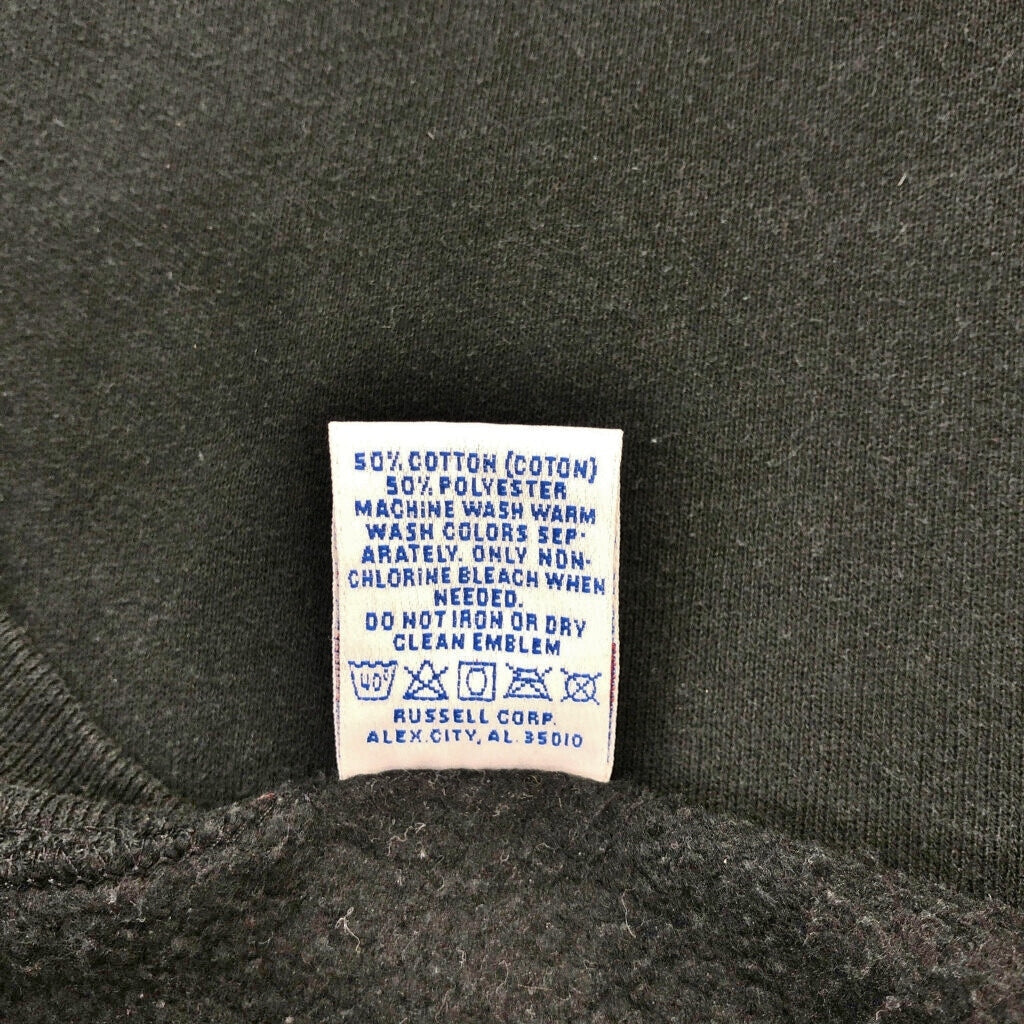 50% COTTON (COTON)
50% POLYESTER
MACHINE WASH WARM
WASH COLORS SEP-
ARATELY. ONLY NON-
CHLORINE BLEACH WHEN
NEEDED.
DO NOT IRON OR DRY
CLEAN EMBLEM
40°
RUSSELL CORP.
ALEX.CITY, AL. 35010